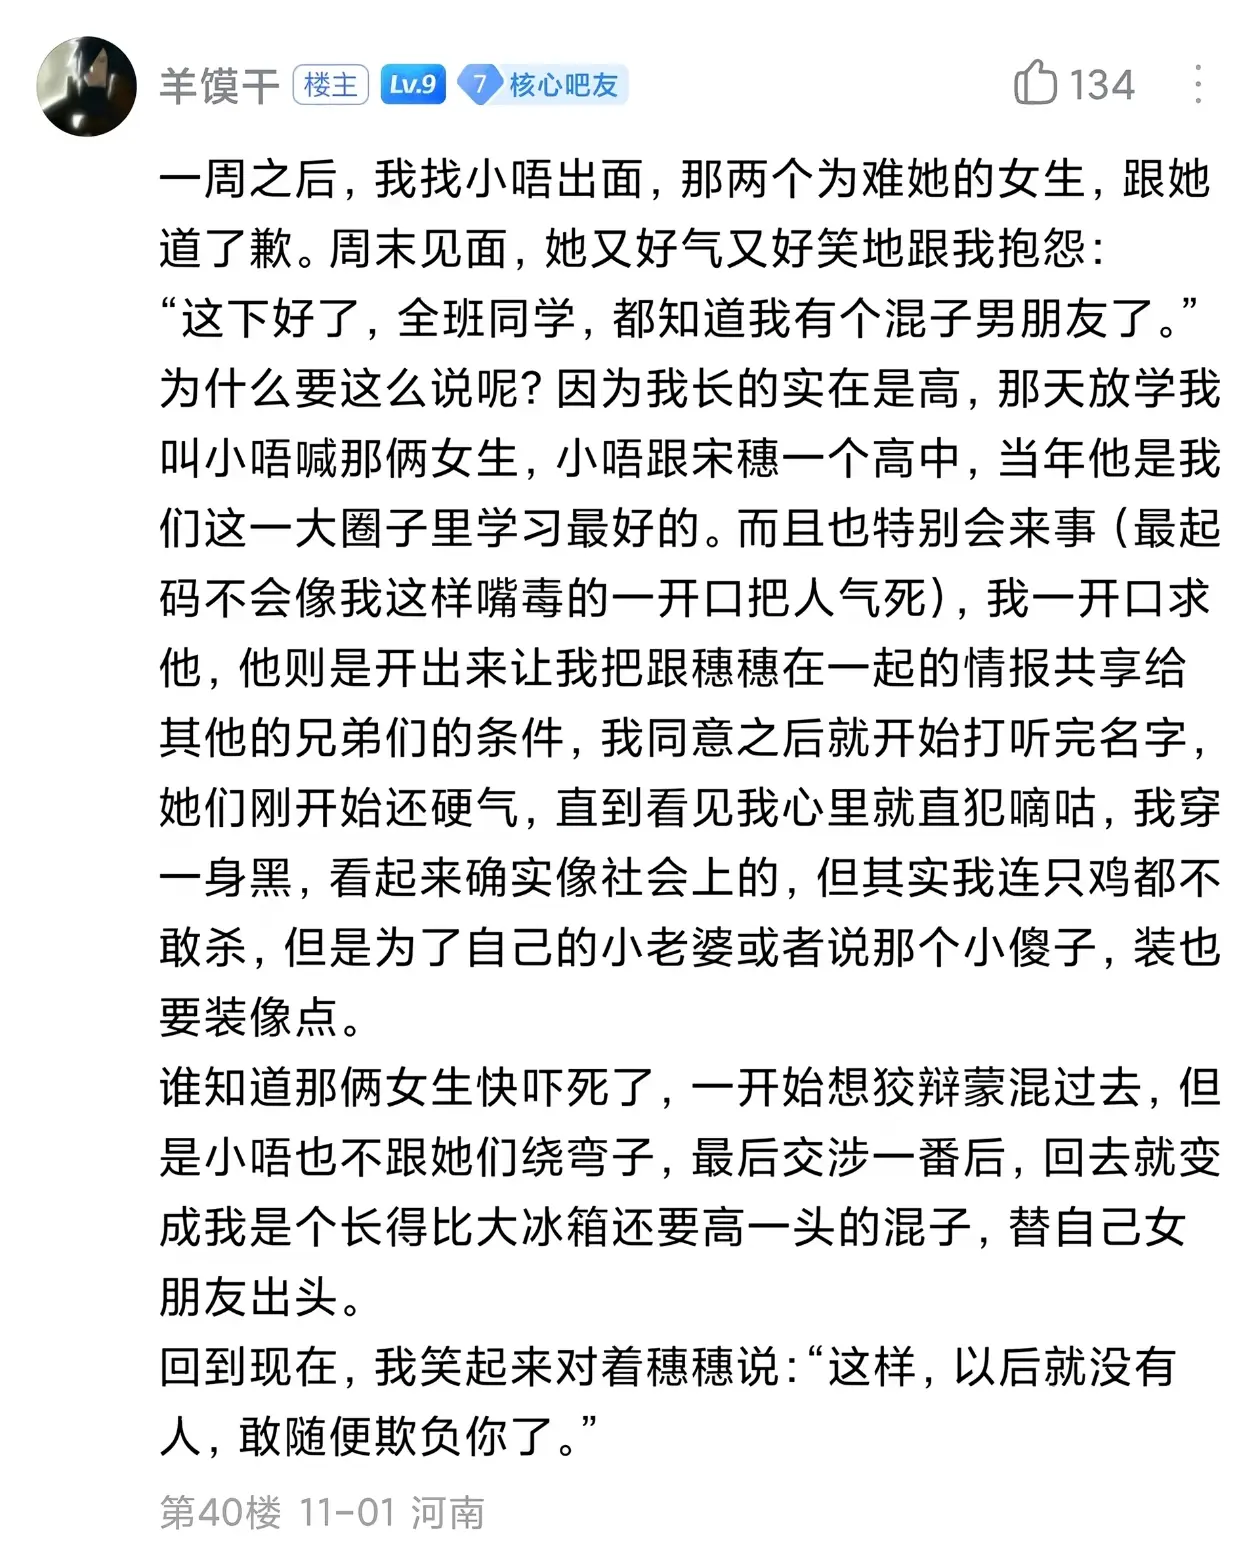 羊馍干 楼主 Lv.9 7 核心吧友 134
一周之后，我找小唔出面，那两个为难她的女生，跟她
道了歉。周末见面，她又好气又好笑地跟我抱怨：
“这下好了，全班同学，都知道我有个混子男朋友了。”
为什么要这么说呢？因为我长的实在是高，那天放学我
叫小唔喊那俩女生，小唔跟宋穗一个高中，当年他是我
们这一大圈子里学习最好的。而且也特别会来事（最起
码不会像我这样嘴毒的一开口把人气死），我一开口求
他，他则是开出来让我把跟穗穗在一起的情报共享给
其他的兄弟们的条件，我同意之后就开始打听完名字，
她们刚开始还硬气，直到看见我心里就直犯嘀咕，我穿
一身黑，看起来确实像社会上的，但其实我连只鸡都不
敢杀，但是为了自己的小老婆或者说那个小傻子，装也
要装像点。
谁知道那俩女生快吓死了，一开始想狡辩蒙混过去，但
是小唔也不跟她们绕弯子，最后交涉一番后，回去就变
成我是个长得比大冰箱还要高一头的混子，替自己女
朋友出头。
回到现在，我笑起来对着穗穗说：“这样，以后就没有
人，敢随便欺负你了。”
第40楼 11-01 河南